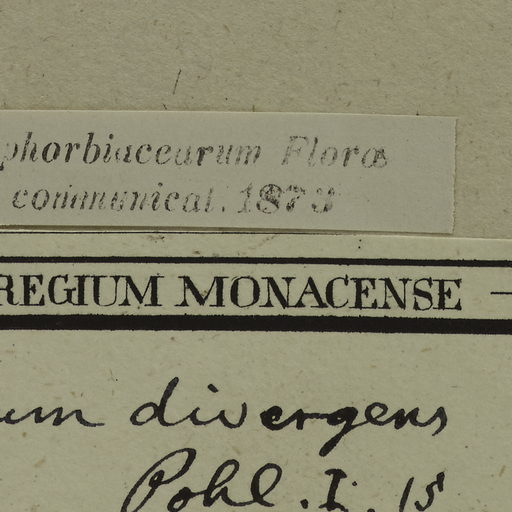 phorbiacearum Floræ
communicat. 1873
REGIUM MONACENSE —
um divergens
Pohl. I. 15